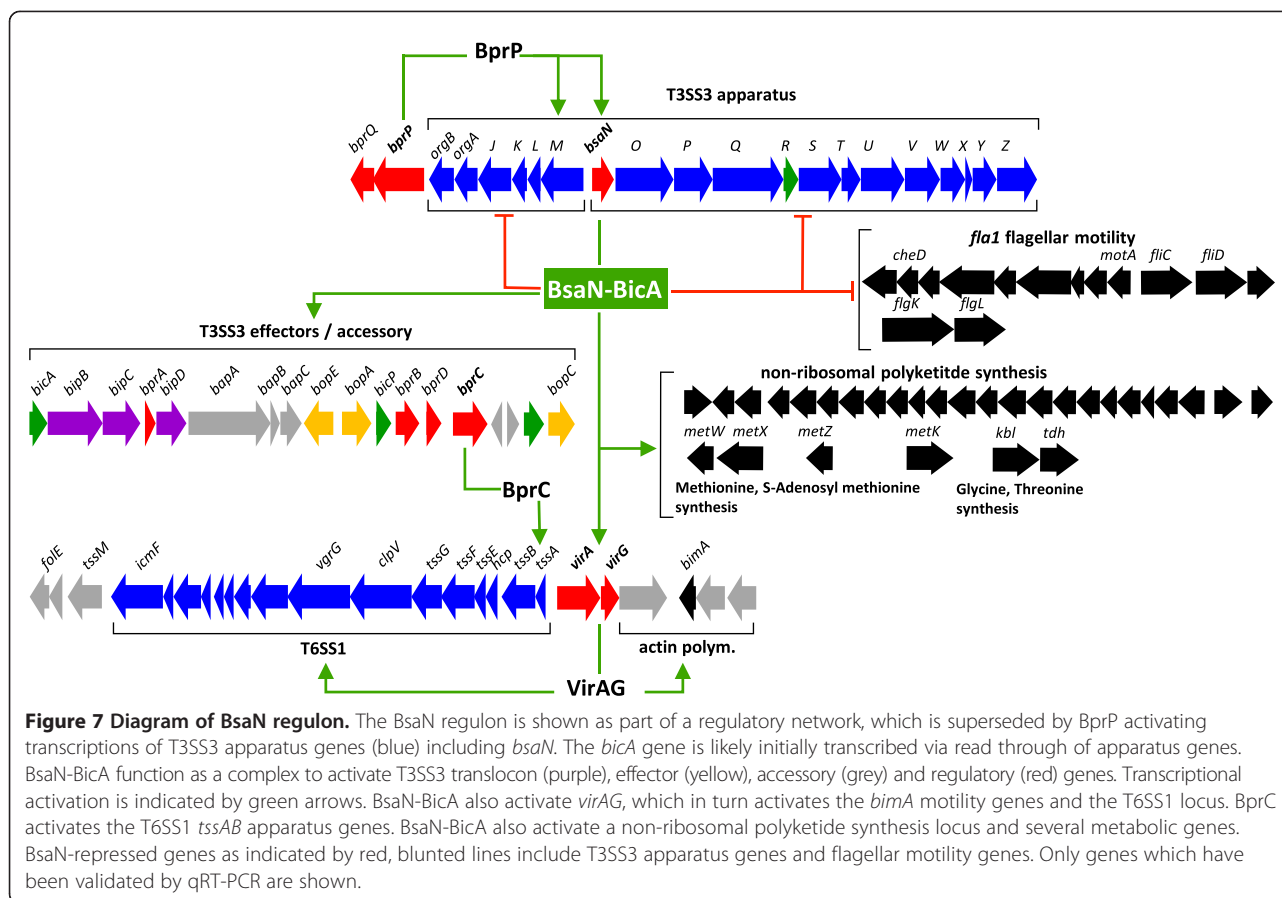 BprP
T3SS3 apparatus
bprQ bprP orgB orgA J K L M bsaN O P Q R S T U V W X Y Z
fla1 flagellar motility
cheD motA fliC fliD
flgK flgL
BsaN-BicA
T3SS3 effectors / accessory
bicA bipB bipC bprA bipD bapA bapB bapC bopE bopA bicP bprB bprD bprC bopC
non-ribosomal polyketitde synthesis
metW metX metZ metK kbl tdh
Methionine, S-Adenosyl methionine
synthesis
Glycine, Threonine
synthesis
BprC
folE tssM icmF vgrG clpV tssG tssF tssE hcp tssB tssA virA virG bimA
T6SS1
actin polym.
VirAG
Figure 7 Diagram of BsaN regulon. The BsaN regulon is shown as part of a regulatory network, which is superseded by BprP activating
transcriptions of T3SS3 apparatus genes (blue) including bsaN. The bicA gene is likely initially transcribed via read through of apparatus genes.
BsaN-BicA function as a complex to activate T3SS3 translocon (purple), effector (yellow), accessory (grey) and regulatory (red) genes. Transcriptional
activation is indicated by green arrows. BsaN-BicA also activate virAG, which in turn activates the bimA motility genes and the T6SS1 locus. BprC
activates the T6SS1 tssAB apparatus genes. BsaN-BicA also activate a non-ribosomal polyketide synthesis locus and several metabolic genes.
BsaN-repressed genes as indicated by red, blunted lines include T3SS3 apparatus genes and flagellar motility genes. Only genes which have
been validated by qRT-PCR are shown.